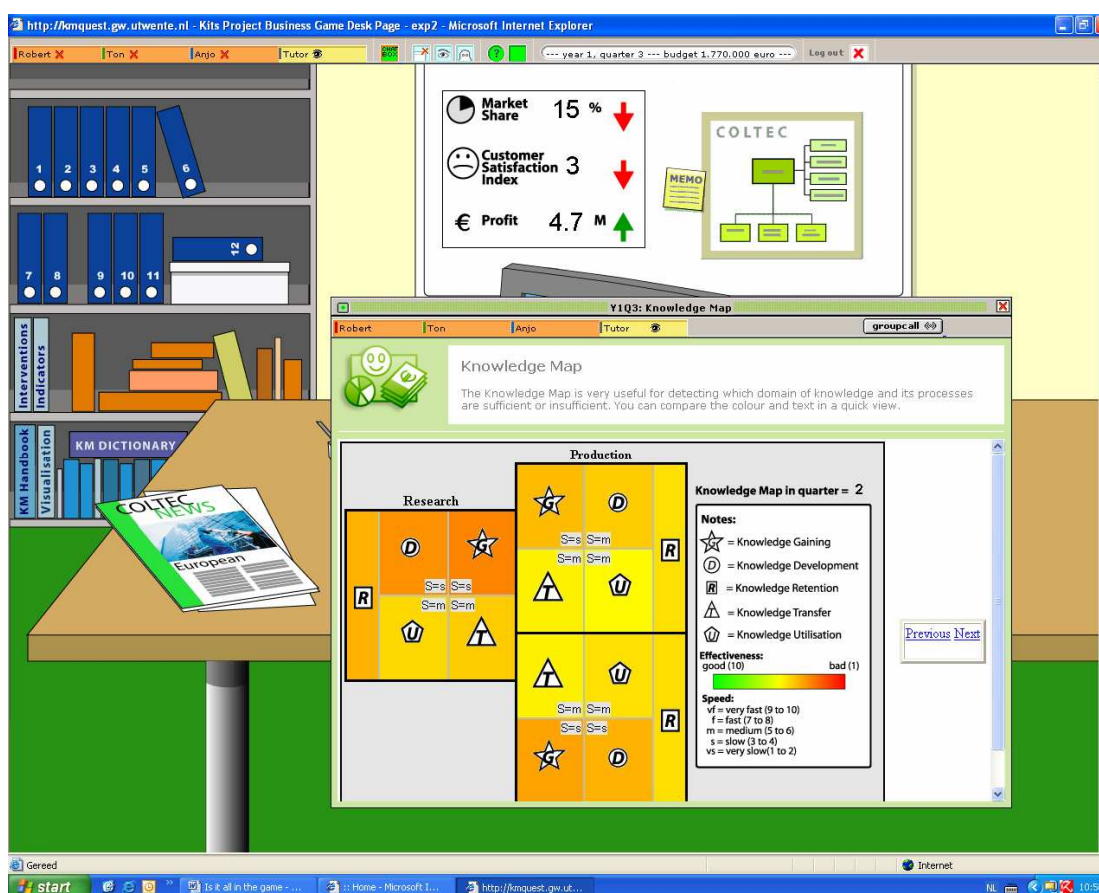 http://kmquest.gw.utwente.nl - Kits Project Business Game Desk Page - exp2 - Microsoft Internet Explorer
Robert Ton Anjo Tutor CHAT BOX ? (--- year 1, quarter 3 --- budget 1.770.000 euro ---) Log out
Market Share 15 %
Customer Satisfaction Index 3
€ Profit 4.7 M
MEMO
COLTEC
1 2 3 4 5 6
7 8 9 10 11 12
Interventions
Indicators
KM Handbook
Visualisation
KM DICTIONARY
COLTEC
NEWS
European
Y1Q3: Knowledge Map
Robert Ton Anjo Tutor groupcall
Knowledge Map
The Knowledge Map is very useful for detecting which domain of knowledge and its processes
are sufficient or insufficient. You can compare the colour and text in a quick view.
Production
Research
G D
S=s S=m
R
S=m S=m
T U
D G
S=s S=s
R
S=m S=m
U T
T U
S=m S=m
R
S=s S=s
G D
Knowledge Map in quarter = 2
Notes:
G = Knowledge Gaining
D = Knowledge Development
R = Knowledge Retention
T = Knowledge Transfer
U = Knowledge Utilisation
Effectiveness:
good (10) bad (1)
Speed:
vf = very fast (9 to 10)
f = fast (7 to 8)
m = medium (5 to 6)
s = slow (3 to 4)
vs = very slow(1 to 2)
Previous Next
Gereed Internet
start Is it all in the game - ... :: Home - Microsoft I... http://kmquest.gw.ut... NL